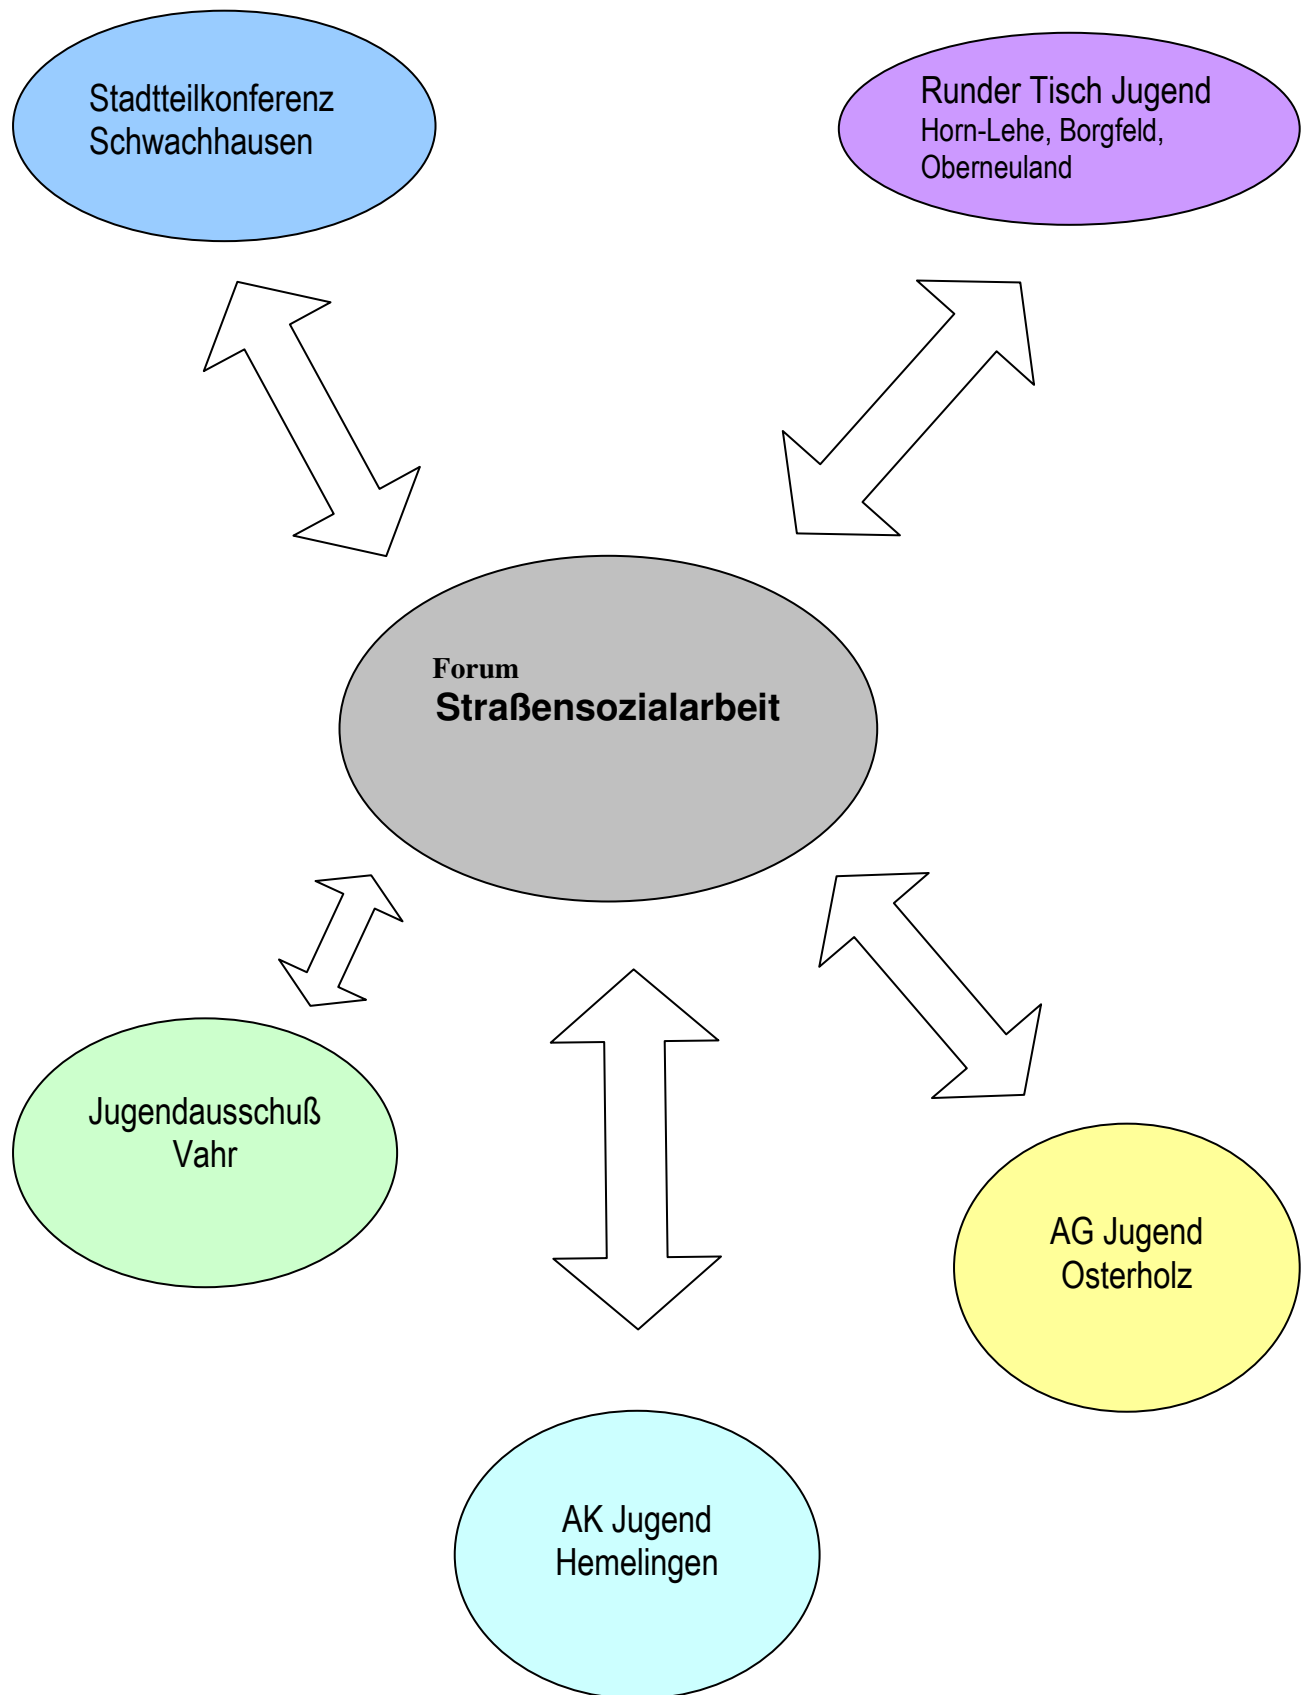 Stadtteilkonferenz
Schwachhausen
Runder Tisch Jugend
Horn-Lehe, Borgfeld,
Oberneuland
Forum
Straßensozialarbeit
Jugendausschuß
Vahr
AG Jugend
Osterholz
AK Jugend
Hemelingen